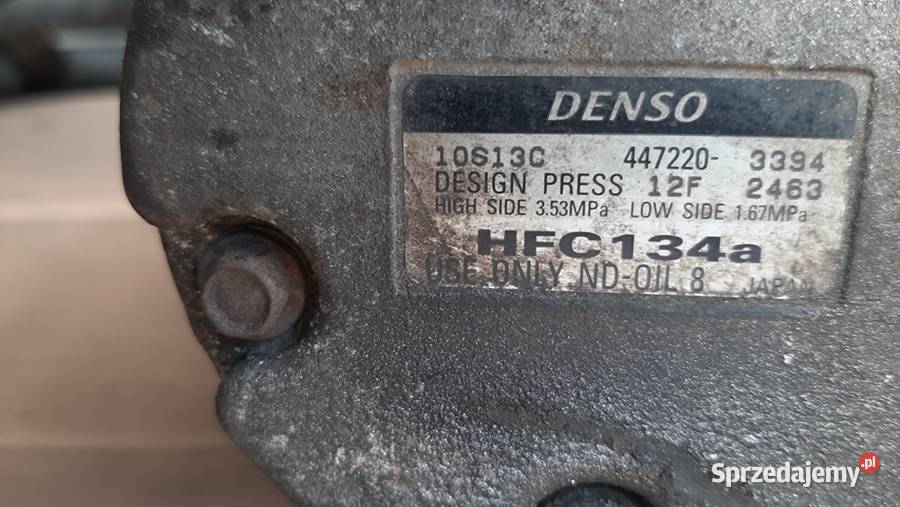 DENSO
10S13C 447220- 3394
DESIGN PRESS 12F 2463
HIGH SIDE 3.53MPa LOW SIDE 1.67MPa
HFC134a
USE ONLY ND-OIL 8 JAPAN
Sprzedajemy.pl